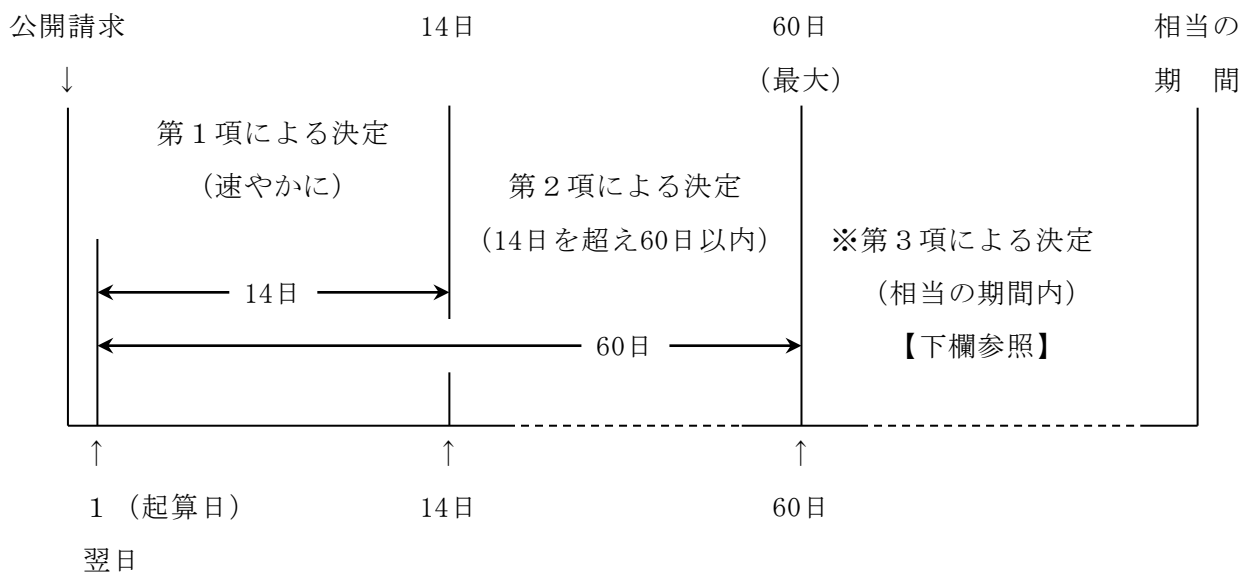 公開請求 14日 60日 相当の
↓ （最大） 期　間
第１項による決定
（速やかに） 第２項による決定
（14日を超え60日以内） ※第３項による決定
14日 （相当の期間内）
60日 【下欄参照】
↑ ↑ ↑
１（起算日） 14日 60日
翌日